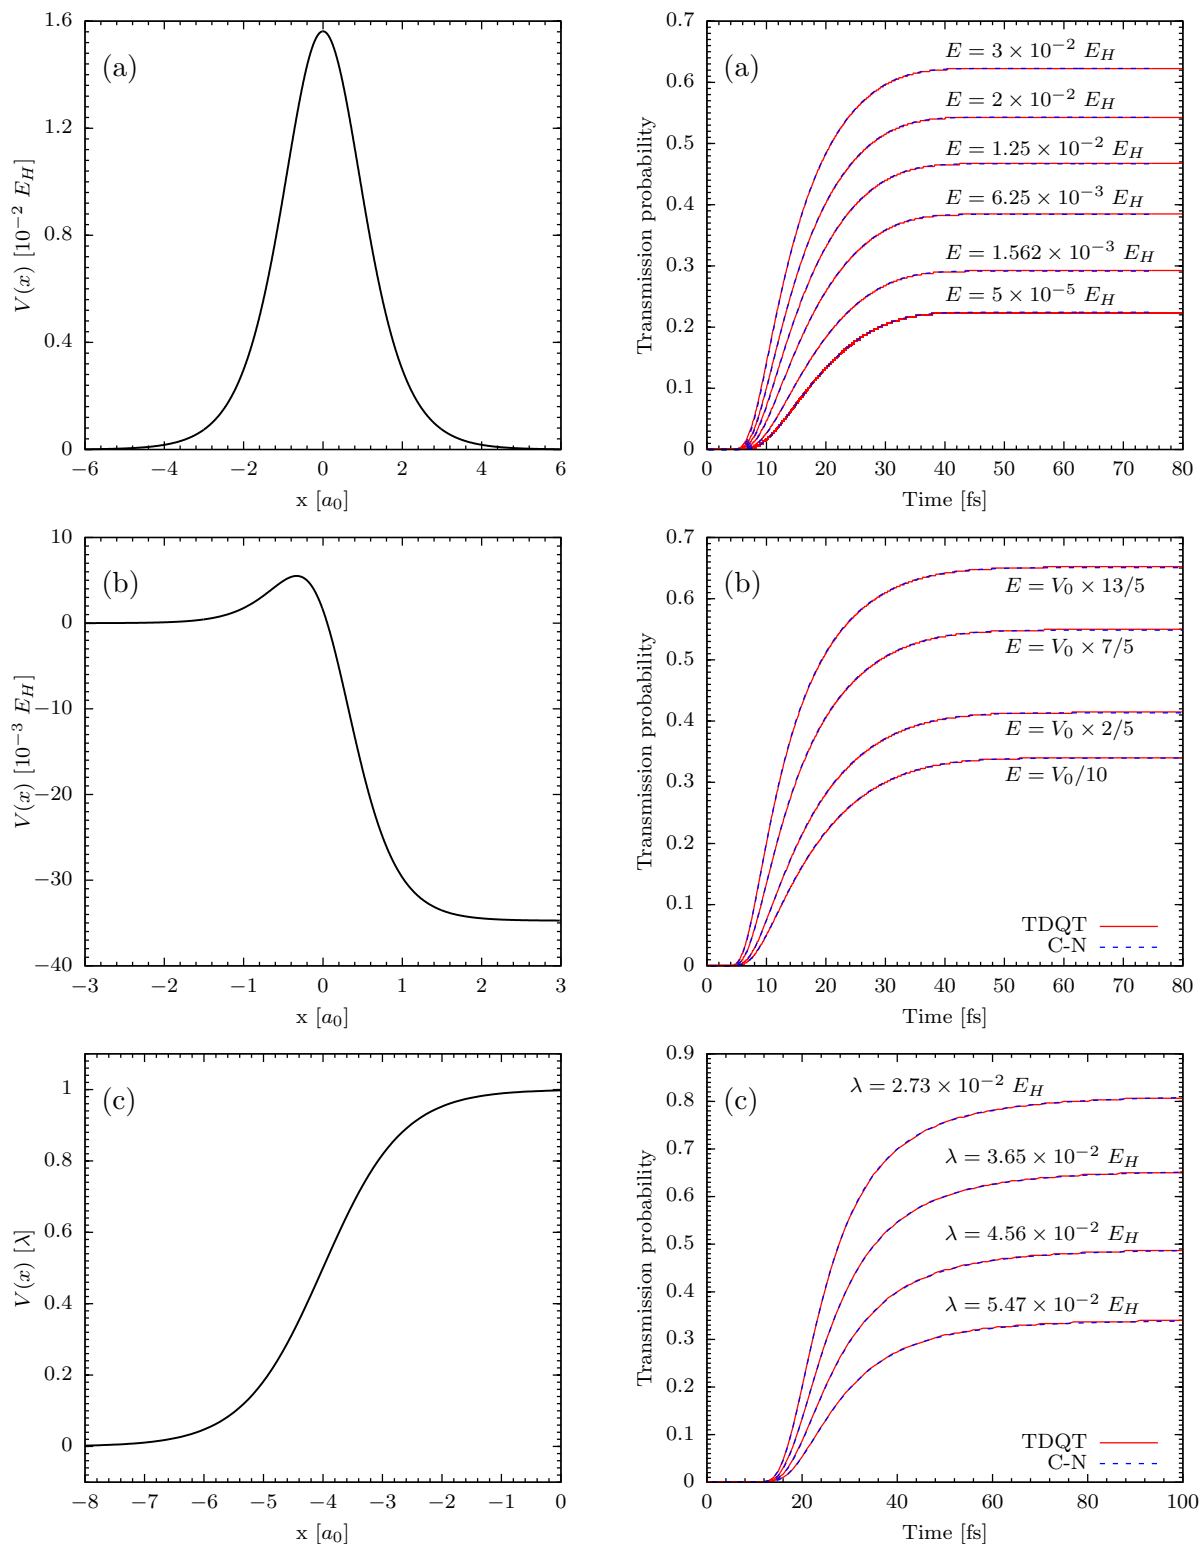 (a)
V(x) [10⁻² E_H]
1.6
1.2
0.8
0.4
0
−6 −4 −2 0 2 4 6
x [a₀]
(a)
Transmission probability
0.7
0.6
0.5
0.4
0.3
0.2
0.1
0
E = 3 × 10⁻² E_H
E = 2 × 10⁻² E_H
E = 1.25 × 10⁻² E_H
E = 6.25 × 10⁻³ E_H
E = 1.562 × 10⁻³ E_H
E = 5 × 10⁻⁵ E_H
0 10 20 30 40 50 60 70 80
Time [fs]
(b)
V(x) [10⁻³ E_H]
10
0
−10
−20
−30
−40
−3 −2 −1 0 1 2 3
x [a₀]
(b)
Transmission probability
0.7
0.6
0.5
0.4
0.3
0.2
0.1
0
E = V₀ × 13/5
E = V₀ × 7/5
E = V₀ × 2/5
E = V₀/10
TDQT
C-N
0 10 20 30 40 50 60 70 80
Time [fs]
(c)
V(x) [λ]
1
0.8
0.6
0.4
0.2
0
−8 −7 −6 −5 −4 −3 −2 −1 0
x [a₀]
(c)
Transmission probability
0.9
0.8
0.7
0.6
0.5
0.4
0.3
0.2
0.1
0
λ = 2.73 × 10⁻² E_H
λ = 3.65 × 10⁻² E_H
λ = 4.56 × 10⁻² E_H
λ = 5.47 × 10⁻² E_H
TDQT
C-N
0 20 40 60 80 100
Time [fs]